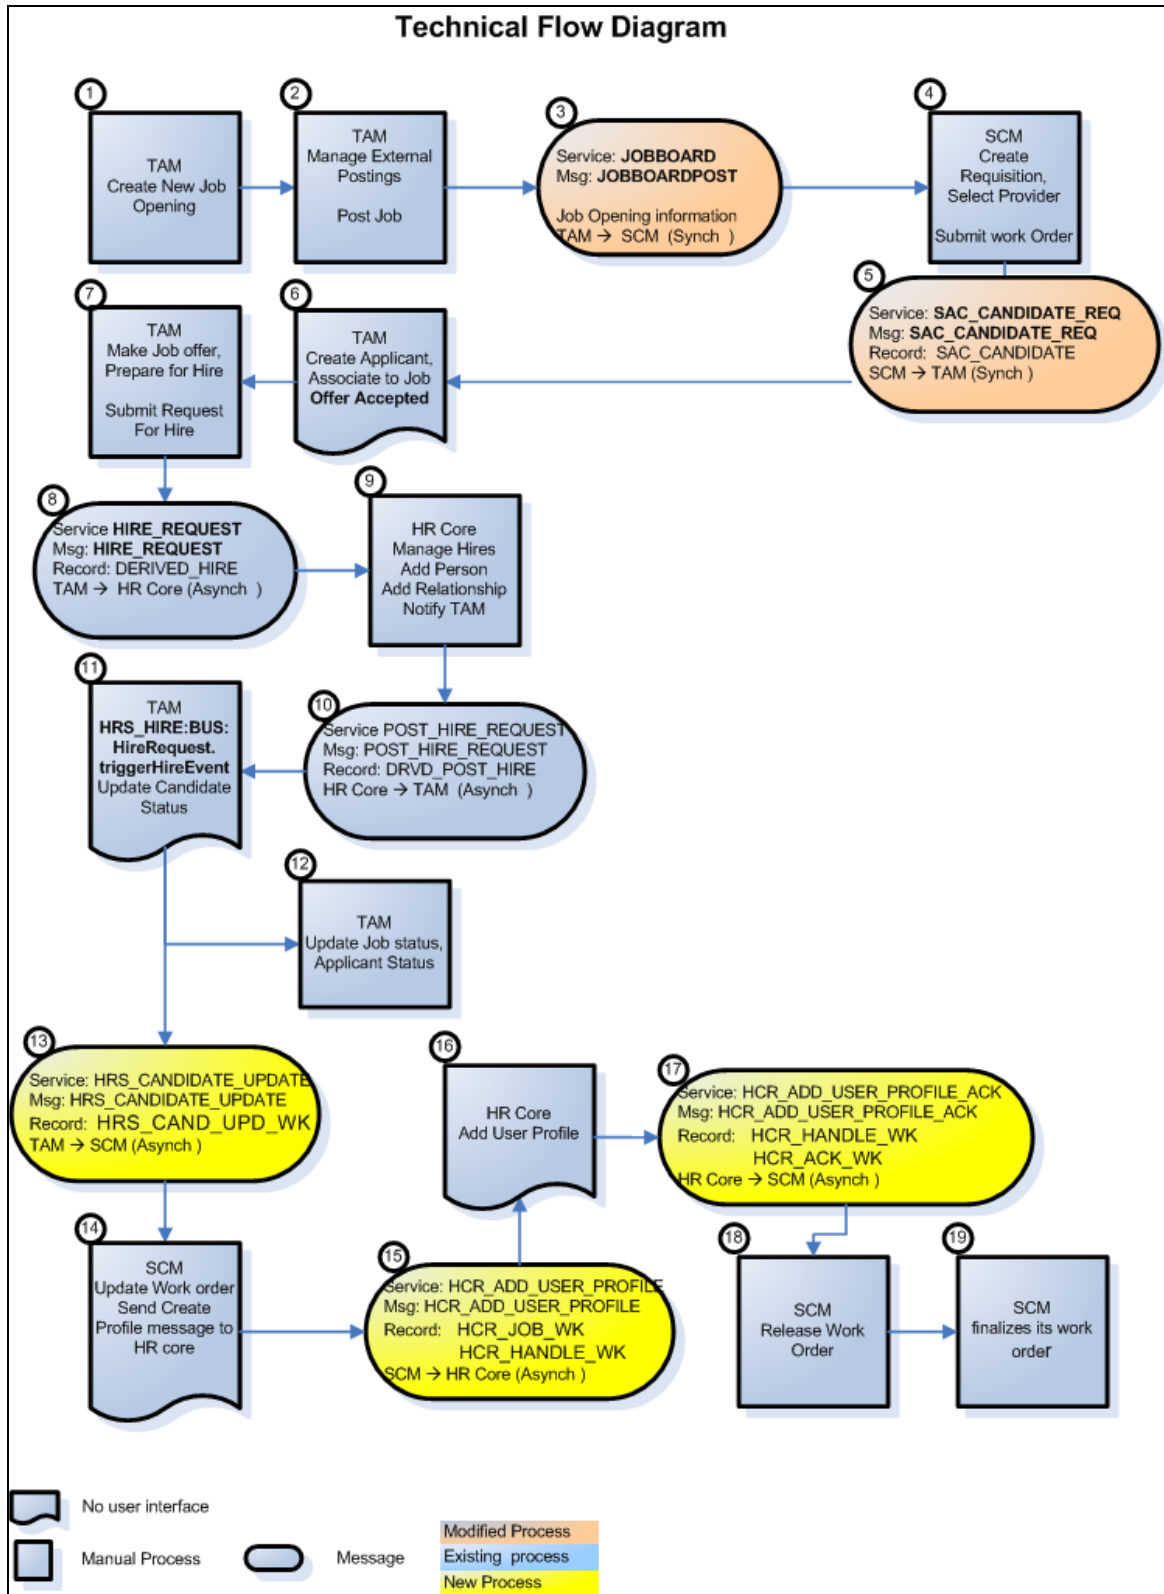 Technical Flow Diagram
1
TAM
Create New Job
Opening
2
TAM
Manage External
Postings
Post Job
3
Service: JOBBOARD
Msg: JOBBOARDPOST
Job Opening information
TAM → SCM (Synch )
4
SCM
Create
Requisition,
Select Provider
Submit work Order
5
Service: SAC_CANDIDATE_REQ
Msg: SAC_CANDIDATE_REQ
Record: SAC_CANDIDATE
SCM → TAM (Synch )
6
TAM
Create Applicant,
Associate to Job
Offer Accepted
7
TAM
Make Job offer,
Prepare for Hire
Submit Request
For Hire
8
Service HIRE_REQUEST
Msg: HIRE_REQUEST
Record: DERIVED_HIRE
TAM → HR Core (Asynch )
9
HR Core
Manage Hires
Add Person
Add Relationship
Notify TAM
10
Service POST_HIRE_REQUEST
Msg: POST_HIRE_REQUEST
Record: DRVD_POST_HIRE
HR Core → TAM (Asynch )
11
TAM
HRS_HIRE:BUS:
HireRequest.
triggerHireEvent
Update Candidate
Status
12
TAM
Update Job status,
Applicant Status
13
Service: HRS_CANDIDATE_UPDATE
Msg: HRS_CANDIDATE_UPDATE
Record: HRS_CAND_UPD_WK
TAM → SCM (Asynch )
14
SCM
Update Work order
Send Create
Profile message to
HR core
15
Service: HCR_ADD_USER_PROFILE
Msg: HCR_ADD_USER_PROFILE
Record: HCR_JOB_WK
HCR_HANDLE_WK
SCM → HR Core (Asynch )
16
HR Core
Add User Profile
17
Service: HCR_ADD_USER_PROFILE_ACK
Msg: HCR_ADD_USER_PROFILE_ACK
Record: HCR_HANDLE_WK
HCR_ACK_WK
HR Core → SCM (Asynch )
18
SCM
Release Work
Order
19
SCM
finalizes its work
order
No user interface
Manual Process
Message
Modified Process
Existing process
New Process